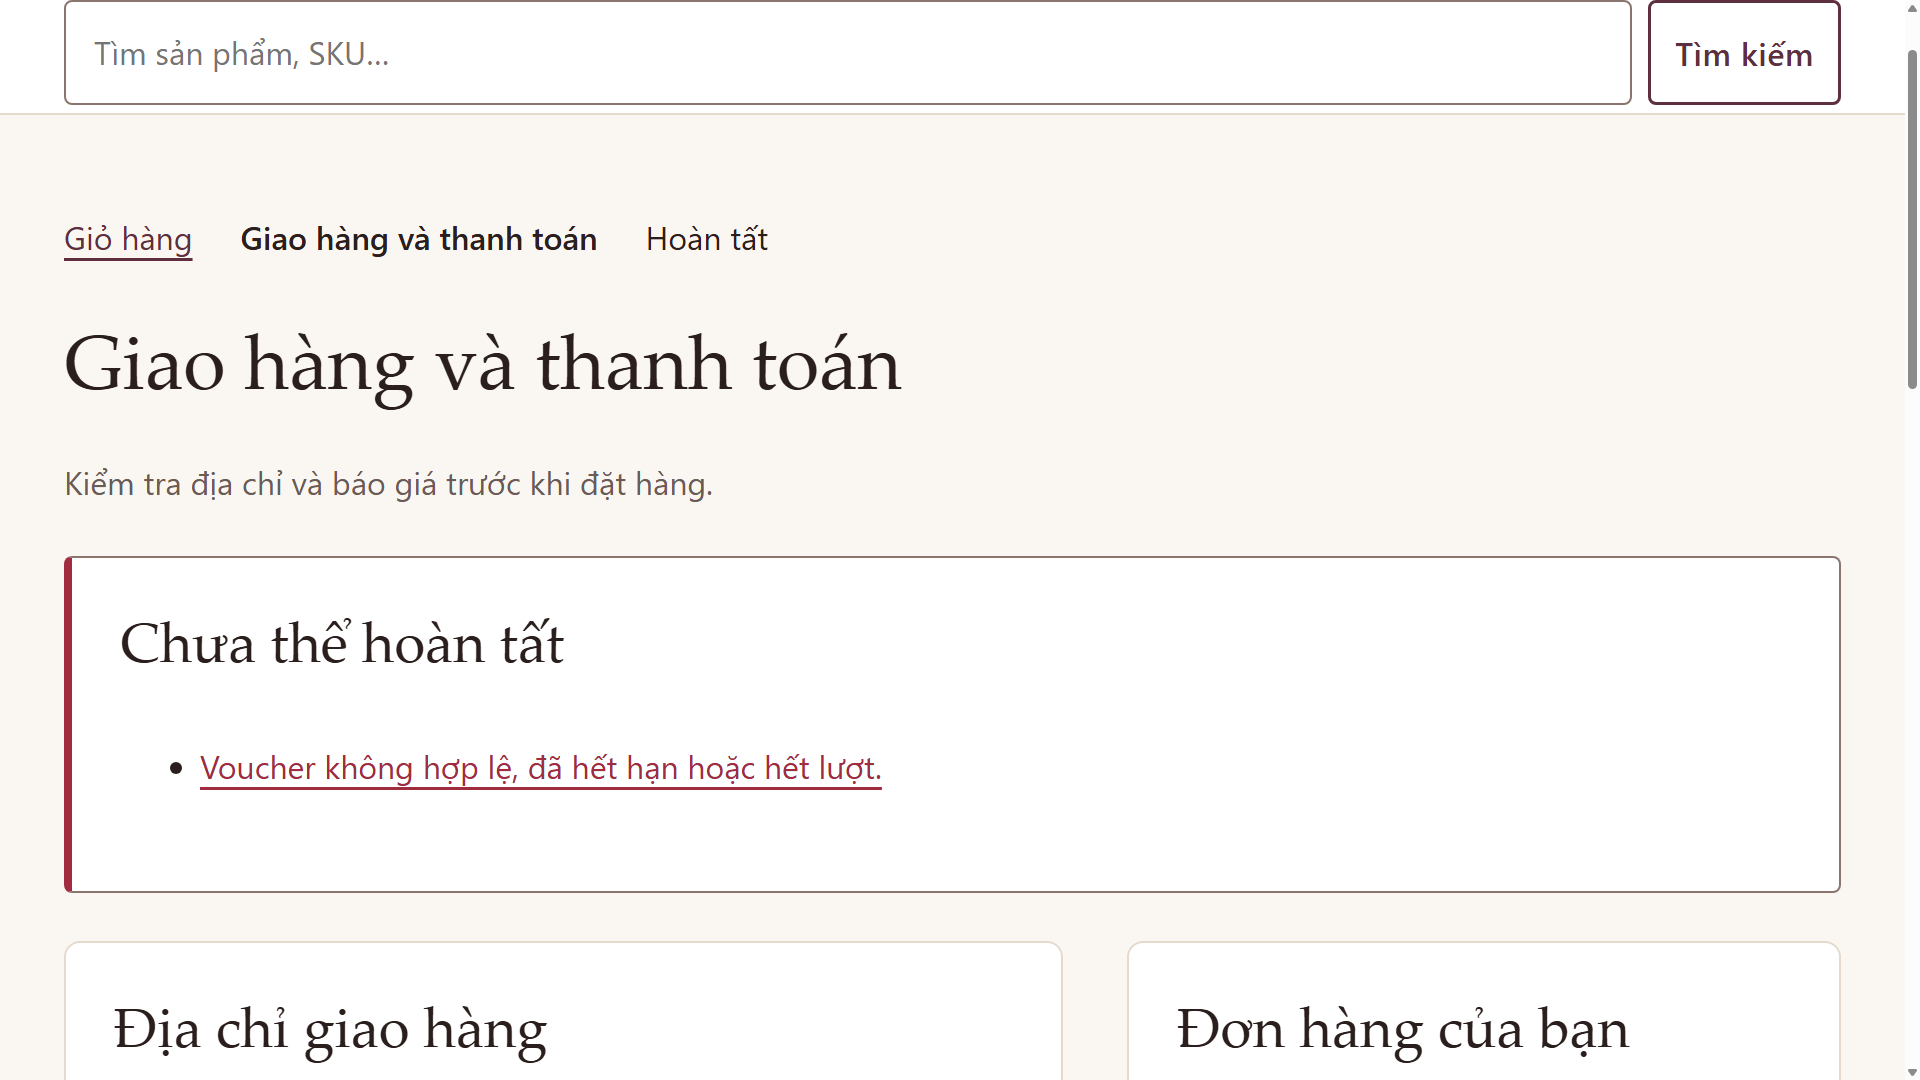 Tìm sản phẩm, SKU...
Tìm kiếm
Giỏ hàng
Giao hàng và thanh toán
Hoàn tất
Giao hàng và thanh toán
Kiểm tra địa chỉ và báo giá trước khi đặt hàng.
Chưa thể hoàn tất
Voucher không hợp lệ, đã hết hạn hoặc hết lượt.
Địa chỉ giao hàng
Đơn hàng của bạn